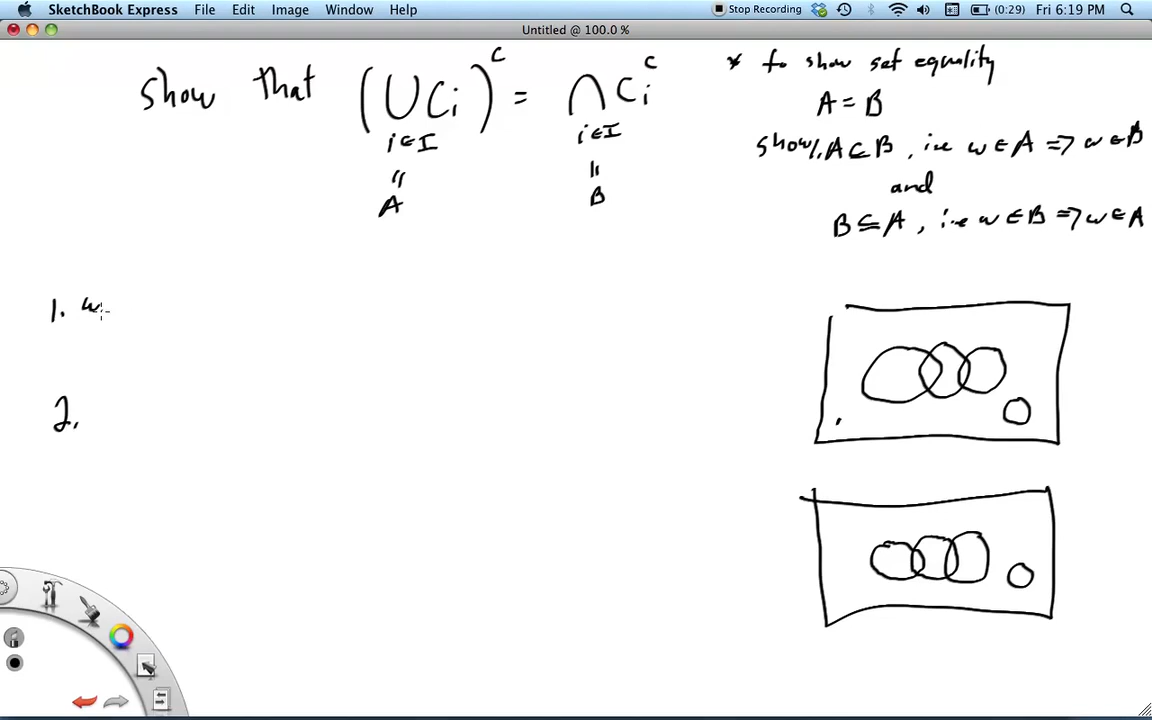 SketchBook Express File Edit Image Window Help Stop Recording (0:29) Fri 6:19 PM
Untitled @ 100.0 %
show that (∪Ci)^c = ∩Ci^c
i∈I i∈I
" "
A B
* to show set equality
A = B
show 1. A⊆B, i.e w∈A => w∈B
and
B⊆A, i.e w∈B => w∈A
1. w
2.